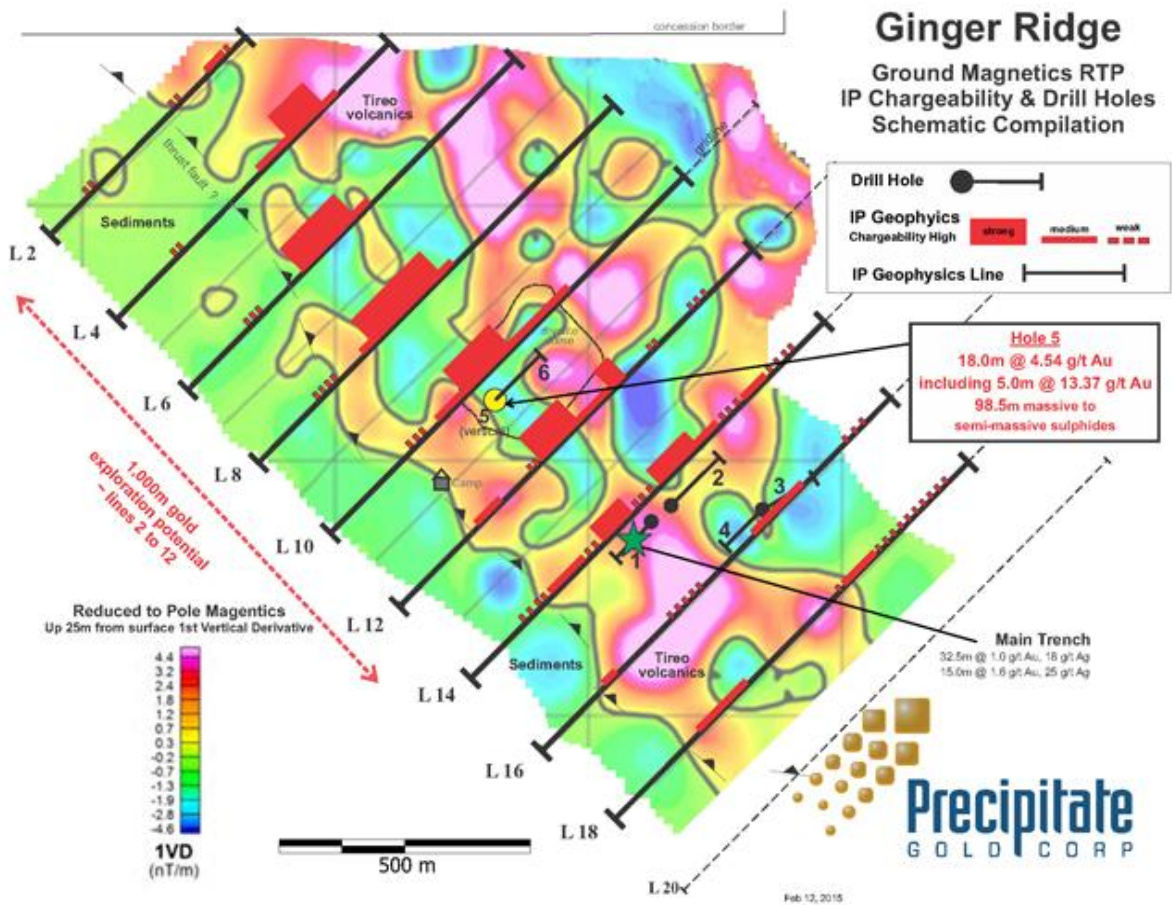 concession border
Ginger Ridge
Ground Magnetics RTP
IP Chargeability & Drill Holes
Schematic Compilation
Drill Hole
IP Geophyics
Chargeability High
strong
medium
weak
IP Geophysics Line
Tireo
volcanics
gridline
thrust fault ?
Sediments
L 2
L 4
L 6
L 8
L 10
L 12
L 14
L 16
L 18
L 20
1,000m gold
exploration potential
~ lines 2 to 12
Hole 5
18.0m @ 4.54 g/t Au
including 5.0m @ 13.37 g/t Au
98.5m massive to
semi-massive sulphides
6
5
(vertical)
Camp
2
3
4
1
Main Trench
32.5m @ 1.0 g/t Au, 18 g/t Ag
15.0m @ 1.6 g/t Au, 25 g/t Ag
Sediments
Tireo
volcanics
Reduced to Pole Magentics
Up 25m from surface 1st Vertical Derivative
4.4
3.2
2.4
1.8
1.2
0.7
0.3
-0.2
-0.7
-1.3
-1.9
-2.8
-4.6
1VD
(nT/m)
500 m
Precipitate
GOLD CORP
Feb 12, 2015